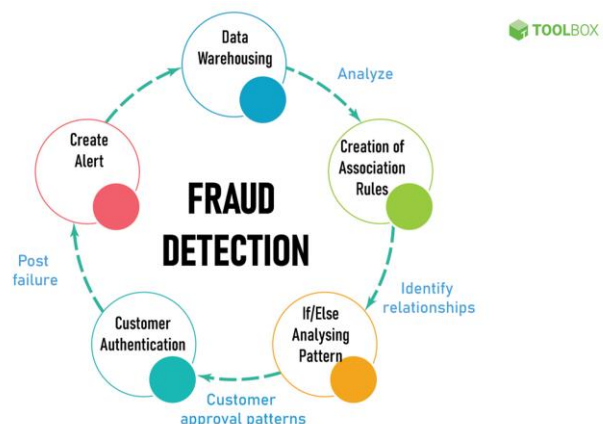 TOOLBOX
Data
Warehousing
Analyze
Creation of
Association
Rules
Identify
relationships
If/Else
Analysing
Pattern
Customer
approval patterns
Customer
Authentication
Post
failure
Create
Alert
FRAUD
DETECTION